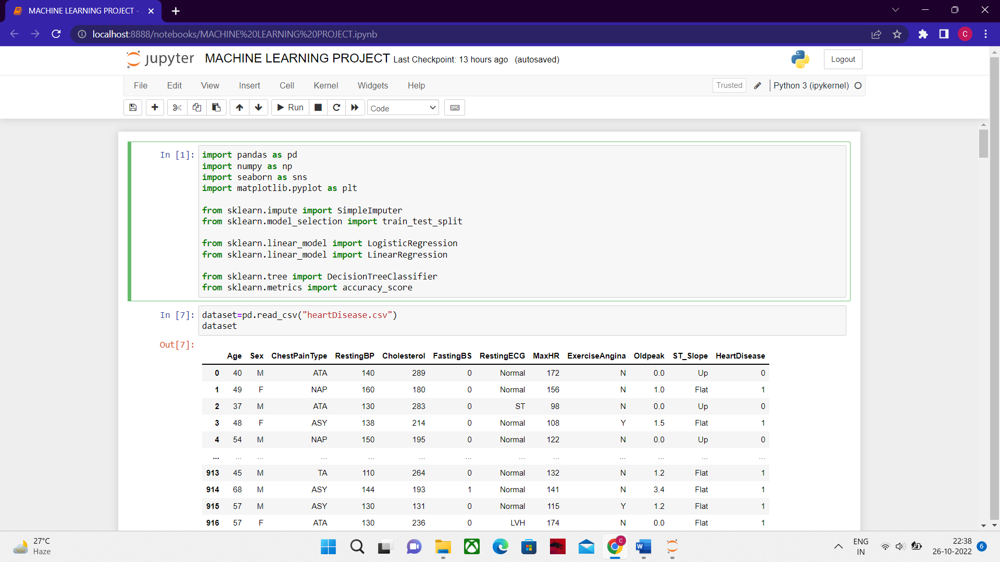 MACHINE LEARNING PROJECT -
localhost:8888/notebooks/MACHINE%20LEARNING%20PROJECT.ipynb
C
jupyter MACHINE LEARNING PROJECT Last Checkpoint: 13 hours ago (autosaved)
Logout
File Edit View Insert Cell Kernel Widgets Help
Trusted Python 3 (ipykernel)
Run Code
In [1]: import pandas as pd
import numpy as np
import seaborn as sns
import matplotlib.pyplot as plt
from sklearn.impute import SimpleImputer
from sklearn.model_selection import train_test_split
from sklearn.linear_model import LogisticRegression
from sklearn.linear_model import LinearRegression
from sklearn.tree import DecisionTreeClassifier
from sklearn.metrics import accuracy_score
In [7]: dataset=pd.read_csv("heartDisease.csv")
dataset
Out[7]:
Age Sex ChestPainType RestingBP Cholesterol FastingBS RestingECG MaxHR ExerciseAngina Oldpeak ST_Slope HeartDisease
0 40 M ATA 140 289 0 Normal 172 N 0.0 Up 0
1 49 F NAP 160 180 0 Normal 156 N 1.0 Flat 1
2 37 M ATA 130 283 0 ST 98 N 0.0 Up 0
3 48 F ASY 138 214 0 Normal 108 Y 1.5 Flat 1
4 54 M NAP 150 195 0 Normal 122 N 0.0 Up 0
... ... ... ... ... ... ... ... ... ... ... ... ...
913 45 M TA 110 264 0 Normal 132 N 1.2 Flat 1
914 68 M ASY 144 193 1 Normal 141 N 3.4 Flat 1
915 57 M ASY 130 131 0 Normal 115 Y 1.2 Flat 1
916 57 F ATA 130 236 0 LVH 174 N 0.0 Flat 1
27°C
Haze
C
W
ENG
IN
22:38
26-10-2022
6